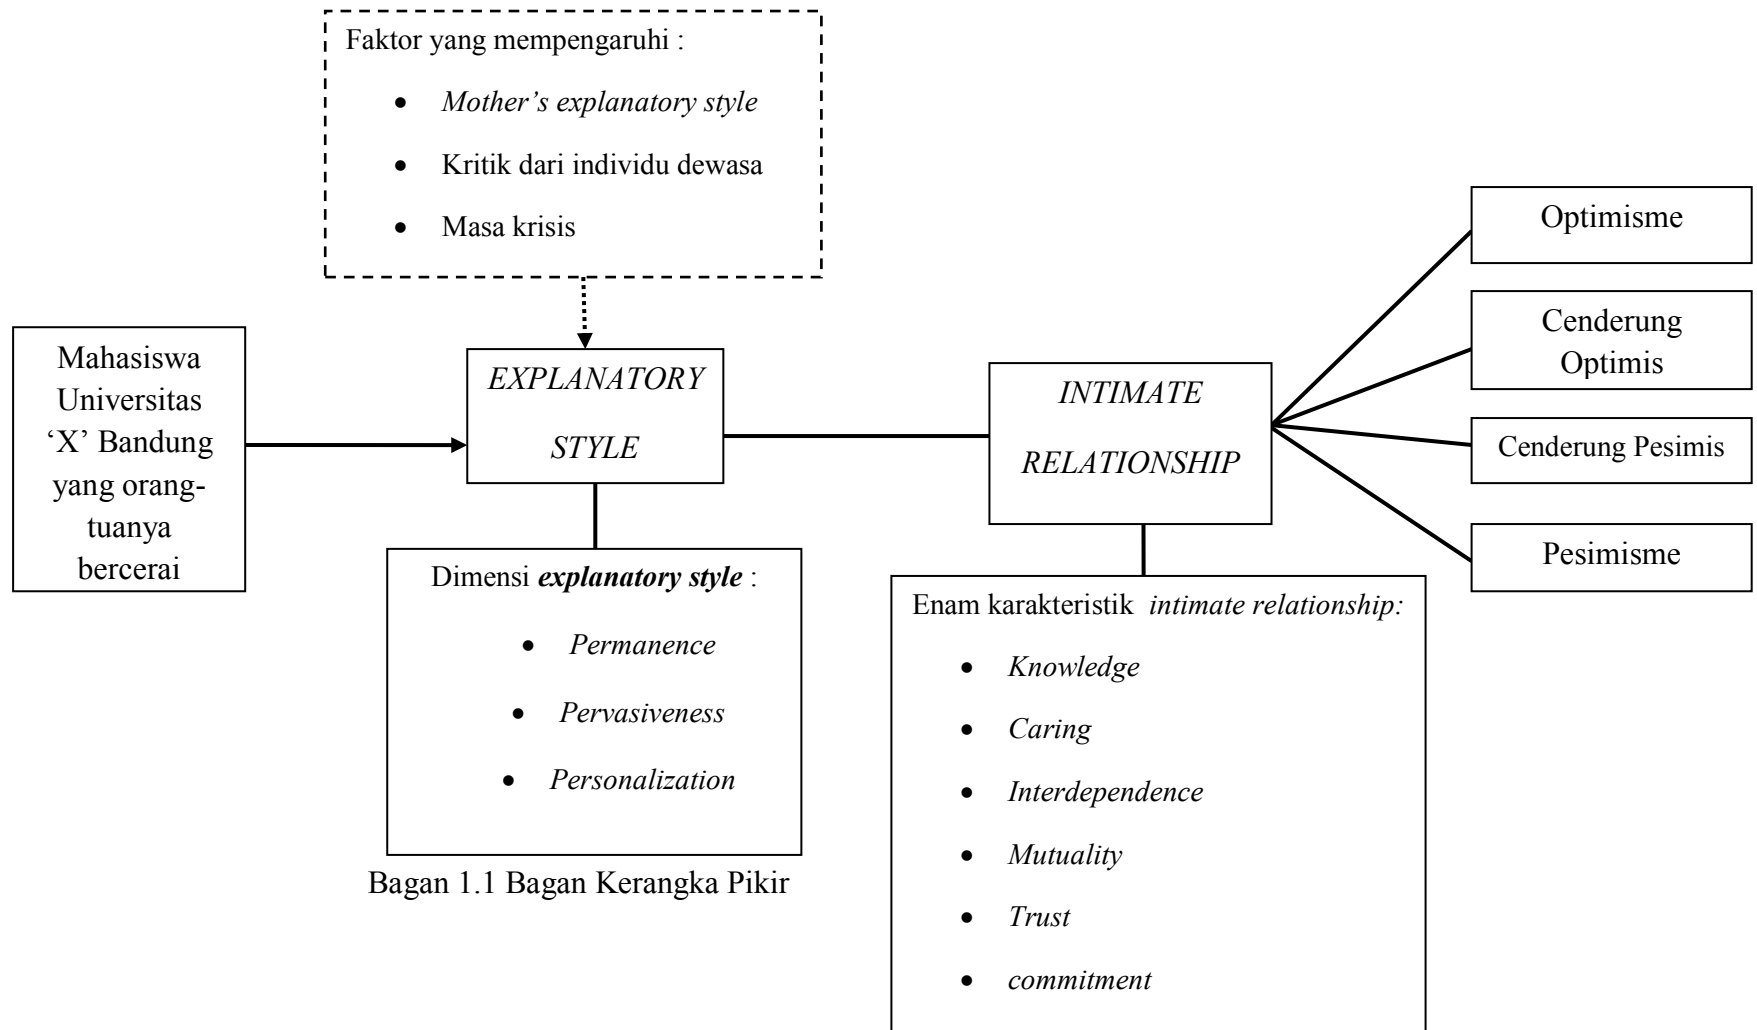 Faktor yang mempengaruhi :
• Mother’s explanatory style
• Kritik dari individu dewasa
• Masa krisis
Mahasiswa
Universitas
‘X’ Bandung
yang orang-
tuanya
bercerai
EXPLANATORY
STYLE
Dimensi explanatory style :
• Permanence
• Pervasiveness
• Personalization
Bagan 1.1 Bagan Kerangka Pikir
INTIMATE
RELATIONSHIP
Enam karakteristik intimate relationship:
• Knowledge
• Caring
• Interdependence
• Mutuality
• Trust
• commitment
Optimisme
Cenderung
Optimis
Cenderung Pesimis
Pesimisme